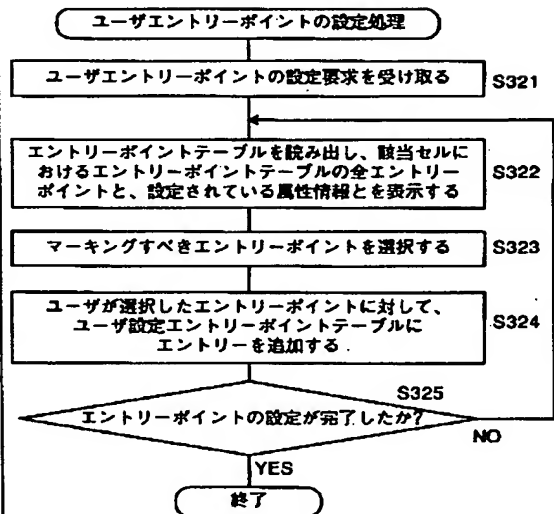 ユーザエントリーポイントの設定処理
ユーザエントリーポイントの設定要求を受け取る
S321
エントリーポイントテーブルを読み出し、該当セルに
おけるエントリーポイントテーブルの全エントリー
ポイントと、設定されている属性情報とを表示する
S322
マーキングすべきエントリーポイントを選択する
S323
ユーザが選択したエントリーポイントに対して、
ユーザ設定エントリーポイントテーブルに
エントリーを追加する
S324
S325
エントリーポイントの設定が完了したか?
NO
YES
終了